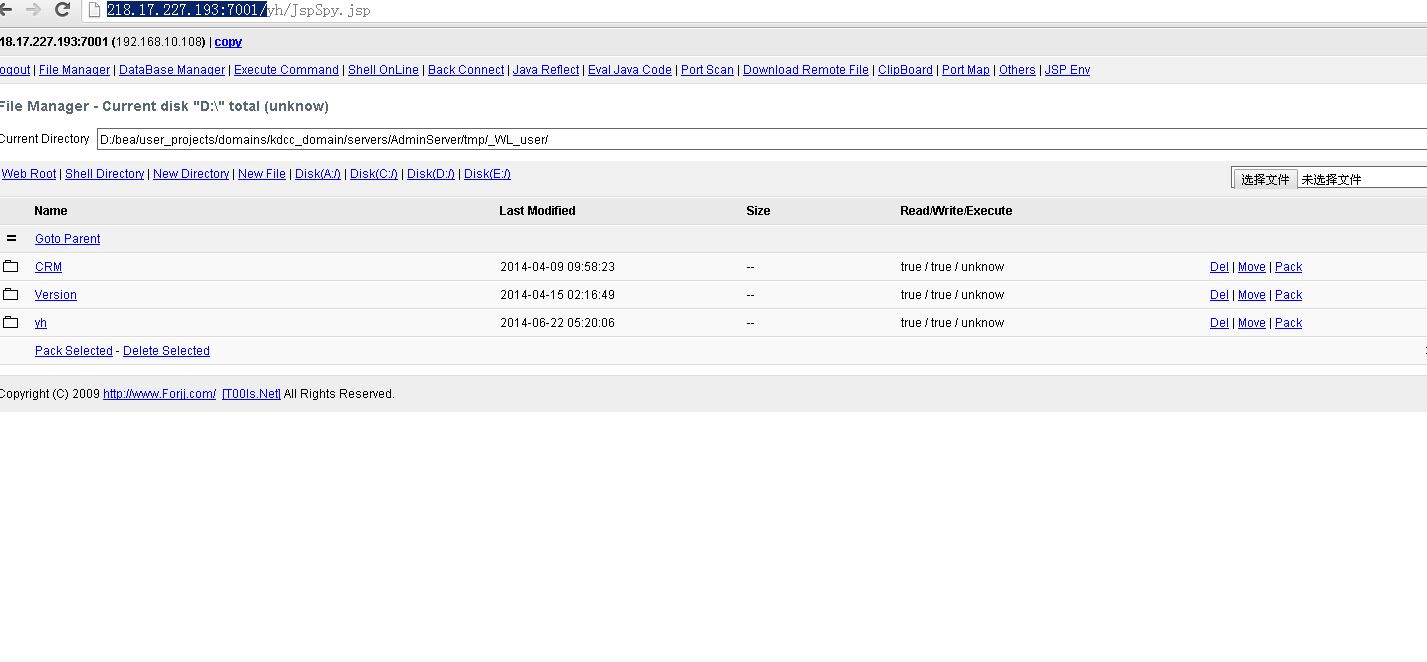 218.17.227.193:7001/yh/JspSpy.jsp
18.17.227.193:7001 (192.168.10.108) | copy
ogout | File Manager | DataBase Manager | Execute Command | Shell OnLine | Back Connect | Java Reflect | Eval Java Code | Port Scan | Download Remote File | ClipBoard | Port Map | Others | JSP Env
File Manager - Current disk "D:\" total (unknow)
Current Directory D:/bea/user_projects/domains/kdcc_domain/servers/AdminServer/tmp/_WL_user/
Web Root | Shell Directory | New Directory | New File | Disk(A:/) | Disk(C:/) | Disk(D:/) | Disk(E:/) 选择文件 未选择文件
Name Last Modified Size Read/Write/Execute
= Goto Parent
CRM 2014-04-09 09:58:23 -- true / true / unknow Del | Move | Pack
Version 2014-04-15 02:16:49 -- true / true / unknow Del | Move | Pack
yh 2014-06-22 05:20:06 -- true / true / unknow Del | Move | Pack
Pack Selected - Delete Selected
Copyright (C) 2009 http://www.Forjj.com/ [T00ls.Net] All Rights Reserved.